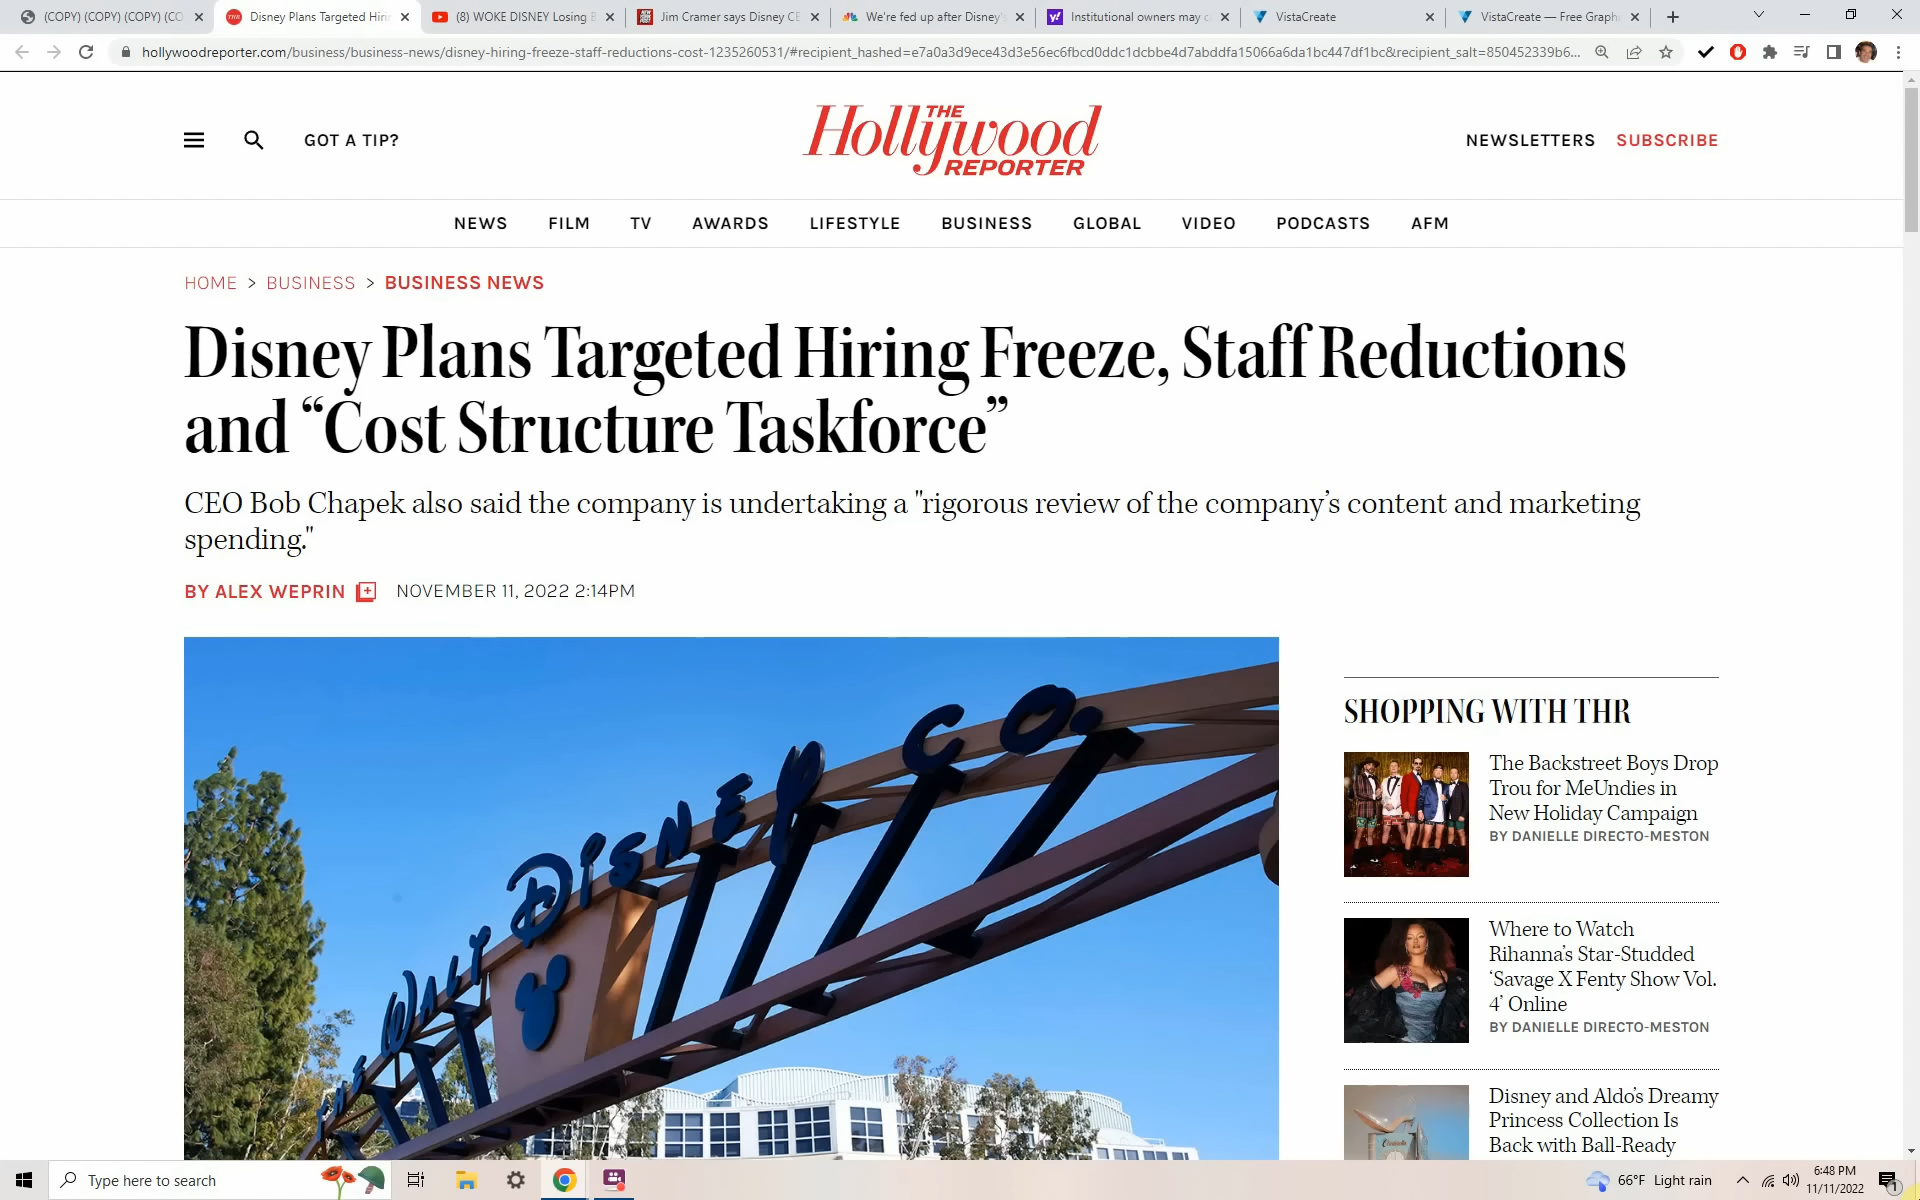 (COPY) (COPY) (COPY) (CO
Disney Plans Targeted Hirin
(8) WOKE DISNEY Losing B
Jim Cramer says Disney CE
We're fed up after Disney's
Institutional owners may c
VistaCreate
VistaCreate — Free Graph
hollywoodreporter.com/business/business-news/disney-hiring-freeze-staff-reductions-cost-1235260531/#recipient_hashed=e7a0a3d9ece43d3e56ec6fbcd0ddc1dcbbe4d7abddfa15066a6da1bc447df1bc&recipient_salt=850452339b6...
GOT A TIP?
THE
Hollywood
REPORTER
NEWSLETTERS SUBSCRIBE
NEWS FILM TV AWARDS LIFESTYLE BUSINESS GLOBAL VIDEO PODCASTS AFM
HOME > BUSINESS > BUSINESS NEWS
Disney Plans Targeted Hiring Freeze, Staff Reductions
and “Cost Structure Taskforce”
CEO Bob Chapek also said the company is undertaking a "rigorous review of the company’s content and marketing
spending."
BY ALEX WEPRIN NOVEMBER 11, 2022 2:14PM
THE WALT DISNEY CO.
SHOPPING WITH THR
The Backstreet Boys Drop
Trou for MeUndies in
New Holiday Campaign
BY DANIELLE DIRECTO-MESTON
Where to Watch
Rihanna’s Star-Studded
‘Savage X Fenty Show Vol.
4’ Online
BY DANIELLE DIRECTO-MESTON
Disney and Aldo’s Dreamy
Princess Collection Is
Back with Ball-Ready
Type here to search
66°F Light rain
6:48 PM
11/11/2022
1